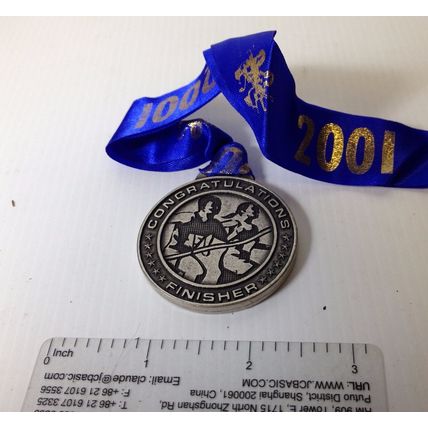 2001
2001
CONGRATULATIONS
FINISHER
Inch
0 1 2 3
RM 909, Tower E, 1715 North Zhongshan Rd,
Putuo District, Shanghai 200061, China
URL: WWW.JCBASIC.COM
T: +86 21 6107 3325
F: +86 21 6107 3556
Email: claude@jcbasic.com